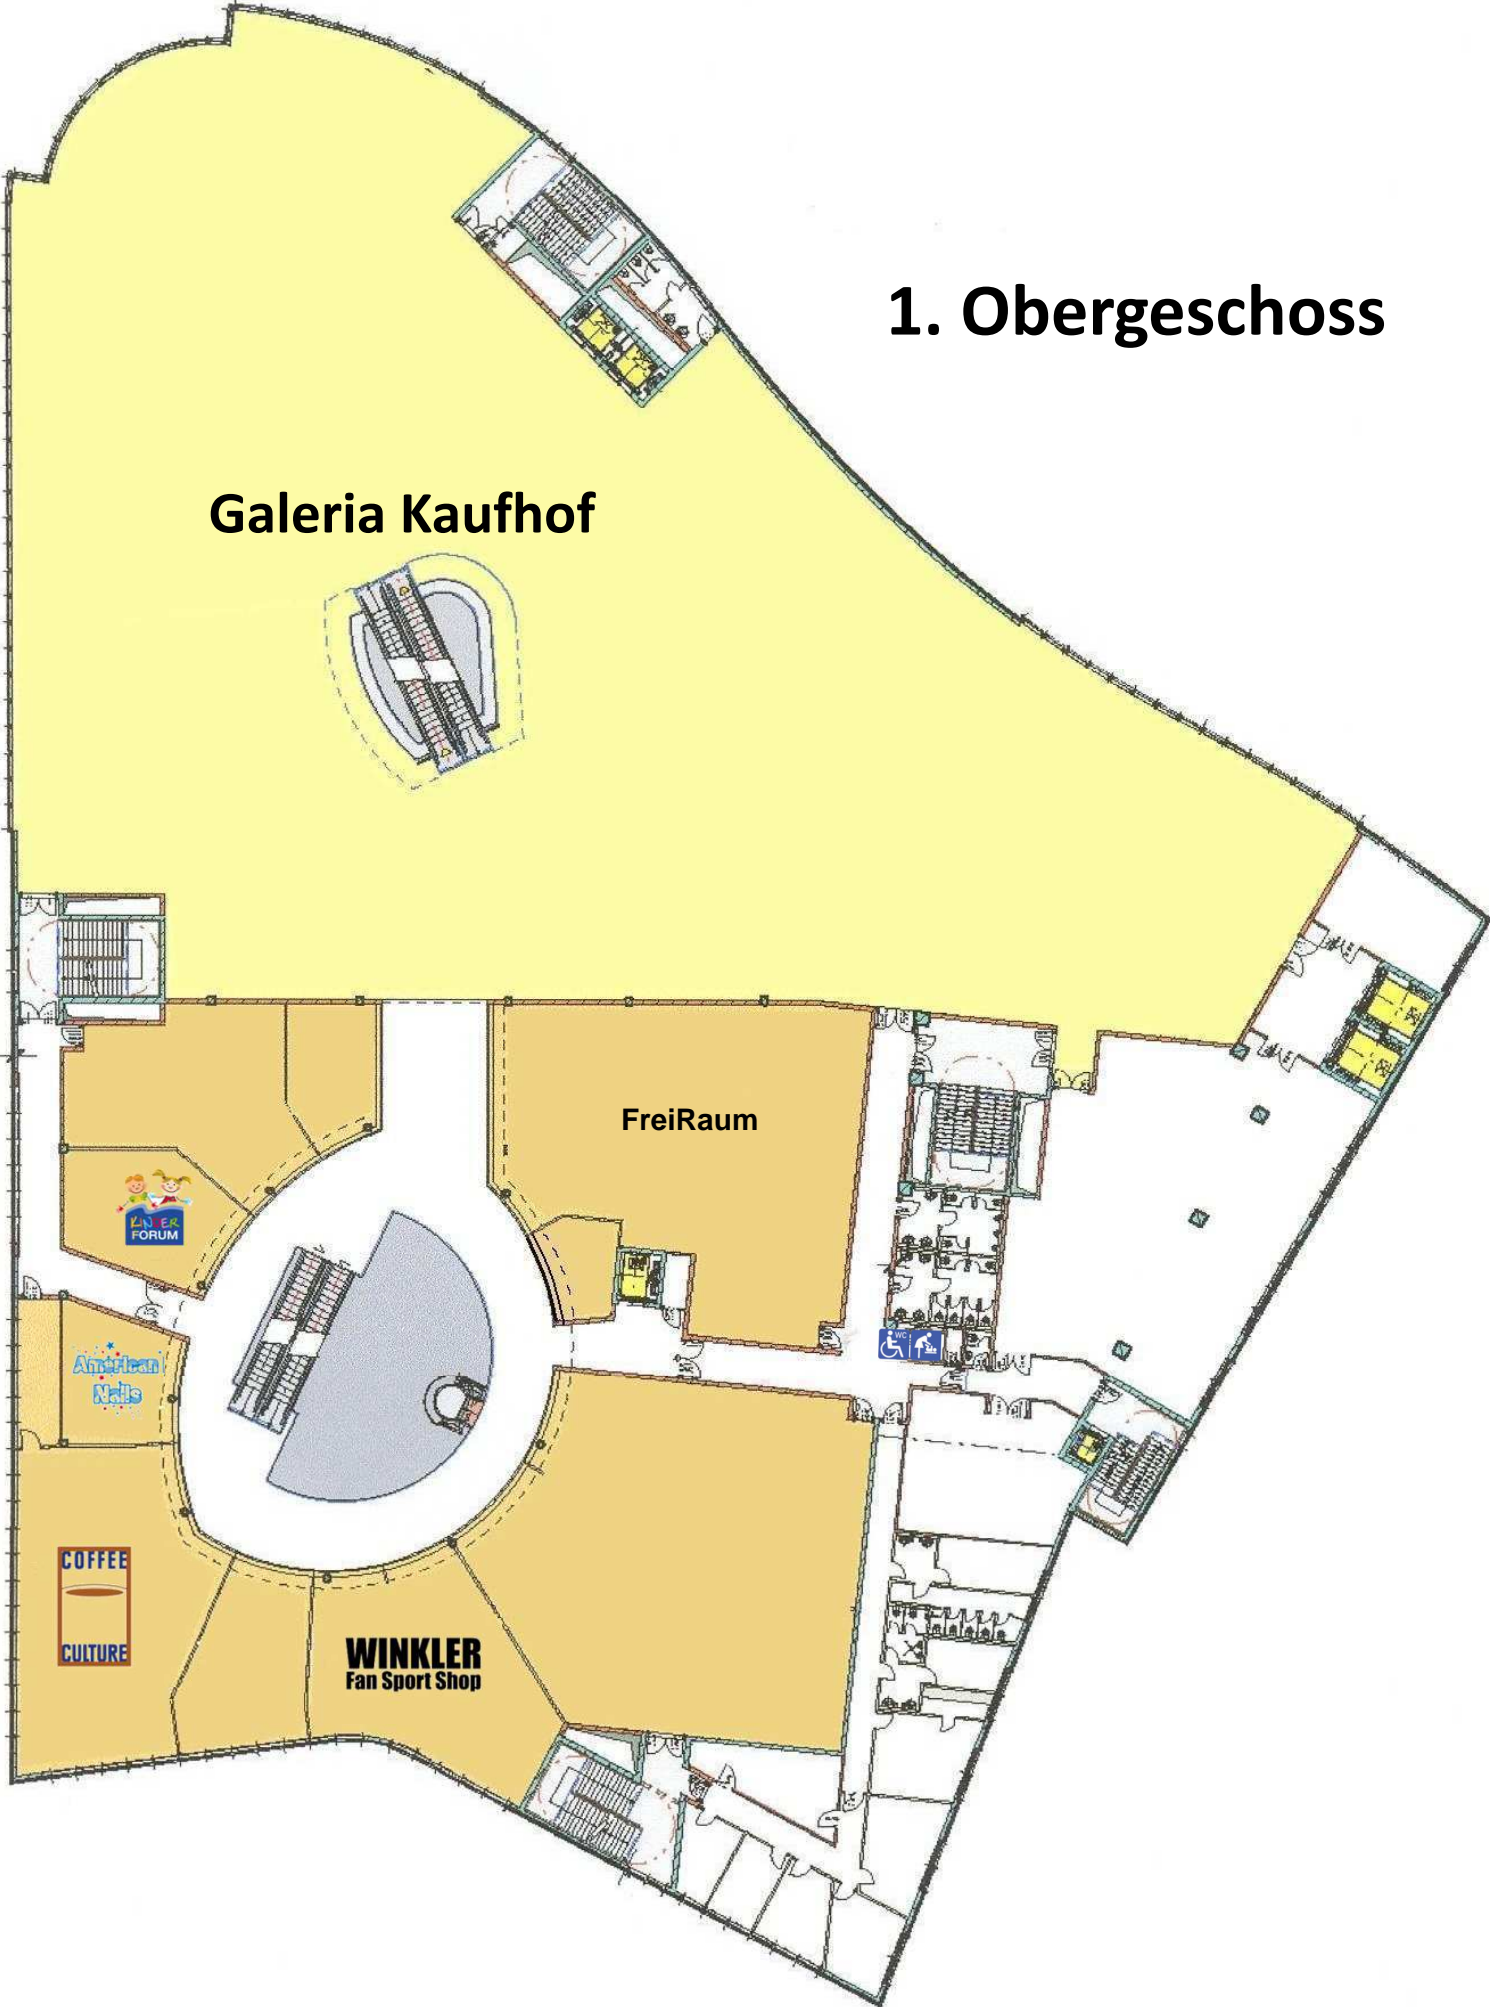 1. Obergeschoss
Galeria Kaufhof
FreiRaum
KINDER
FORUM
WC
American
Nails
COFFEE
CULTURE
WINKLER
Fan Sport Shop